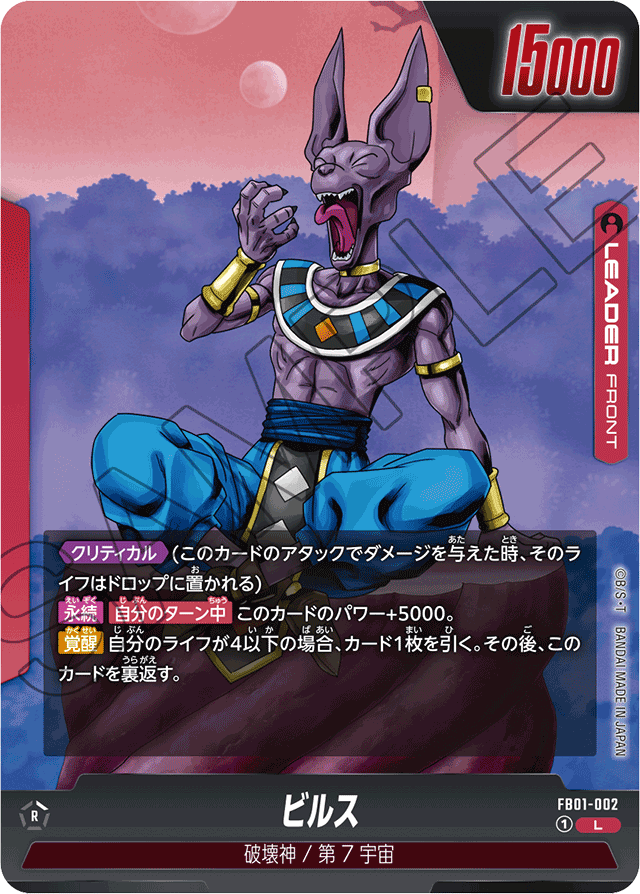 15000
LEADER FRONT
SAMPLE
クリティカル (このカードのアタックでダメージを与えた時、そのラ
イフはドロップに置かれる)
永続 自分のターン中 このカードのパワー+5000。
覚醒 自分のライフが4以下の場合、カード1枚を引く。その後、この
カードを裏返す。
©B/S・T BANDAI MADE IN JAPAN
R
ビルス
FB01-002
① L
破壊神 / 第7宇宙